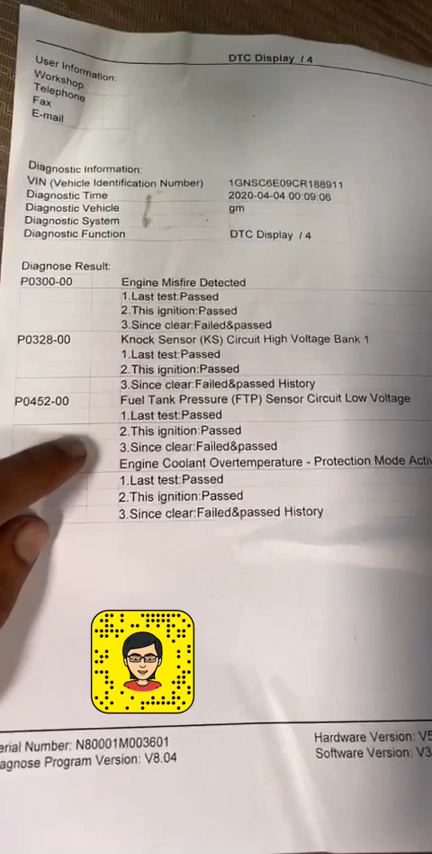 DTC Display / 4
User Information:
Workshop
Telephone
Fax
E-mail
Diagnostic Information:
VIN (Vehicle Identification Number) 1GNSC6E09CR188911
Diagnostic Time 2020-04-04 00:09:06
Diagnostic Vehicle gm
Diagnostic System
Diagnostic Function DTC Display / 4
Diagnose Result:
P0300-00 Engine Misfire Detected
1.Last test:Passed
2.This ignition:Passed
3.Since clear:Failed&passed
P0328-00 Knock Sensor (KS) Circuit High Voltage Bank 1
1.Last test:Passed
2.This ignition:Passed
3.Since clear:Failed&passed History
P0452-00 Fuel Tank Pressure (FTP) Sensor Circuit Low Voltage
1.Last test:Passed
2.This ignition:Passed
3.Since clear:Failed&passed
Engine Coolant Overtemperature - Protection Mode Activ
1.Last test:Passed
2.This ignition:Passed
3.Since clear:Failed&passed History
erial Number: N80001M003601 Hardware Version: V5
agnose Program Version: V8.04 Software Version: V3